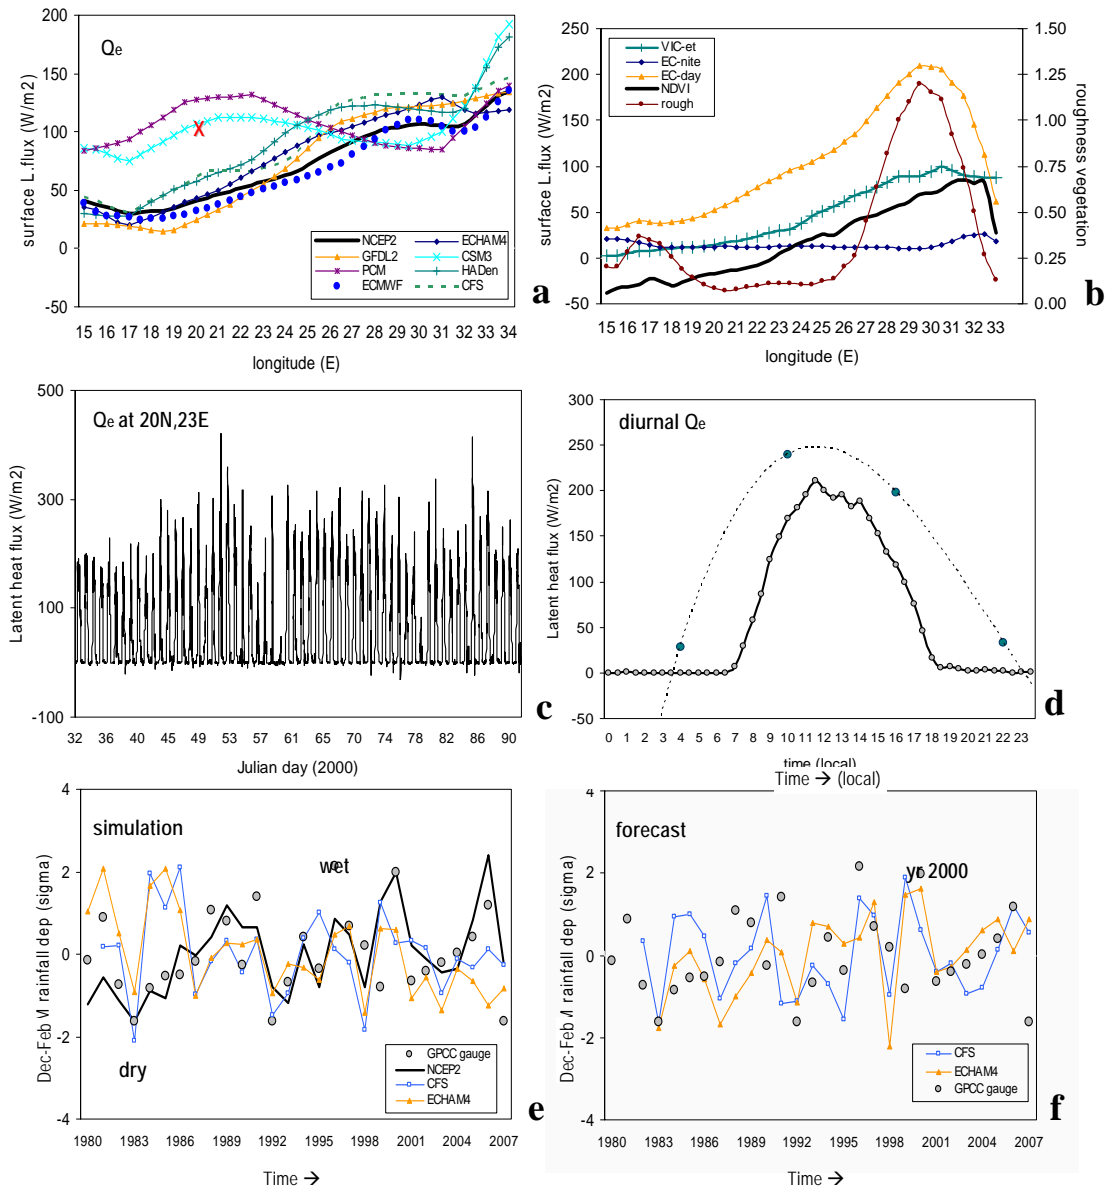 Qe
X
surface L.flux (W/m2)
200
150
100
50
0
-50
NCEP2
ECHAM4
GFDL2
CSM3
PCM
HADen
ECMWF
CFS
15 16 17 18 19 20 21 22 23 24 25 26 27 28 29 30 31 32 33 34
longitude (E)
a
surface L.flux (W/m2)
250
200
150
100
50
0
-50
VIC-et
EC-nite
EC-day
NDVI
rough
1.50
1.25
1.00
0.75
0.50
0.25
0.00
roughness vegetation
15 16 17 18 19 20 21 22 23 24 25 26 27 28 29 30 31 32 33
longitude (E)
b
Qe at 20N,23E
Latent heat flux (W/m2)
500
300
100
-100
32 36 41 45 49 53 57 61 65 70 74 78 82 86 90
Julian day (2000)
c
diurnal Qe
Latent heat flux (W/m2)
300
250
200
150
100
50
0
-50
0 1 2 3 4 5 6 7 8 9 10 11 12 13 14 15 16 17 18 19 20 21 22 23
time (local)
Time → (local)
d
simulation
wet
dry
Dec-Feb M rainfall dep (sigma)
4
2
0
-2
-4
GPCC gauge
NCEP2
CFS
ECHAM4
1980 1983 1986 1989 1992 1995 1998 2001 2004 2007
Time →
e
forecast
yr 2000
Dec-Feb M rainfall dep (sigma)
4
2
0
-2
-4
CFS
ECHAM4
GPCC gauge
1980 1983 1986 1989 1992 1995 1998 2001 2004 2007
Time →
f